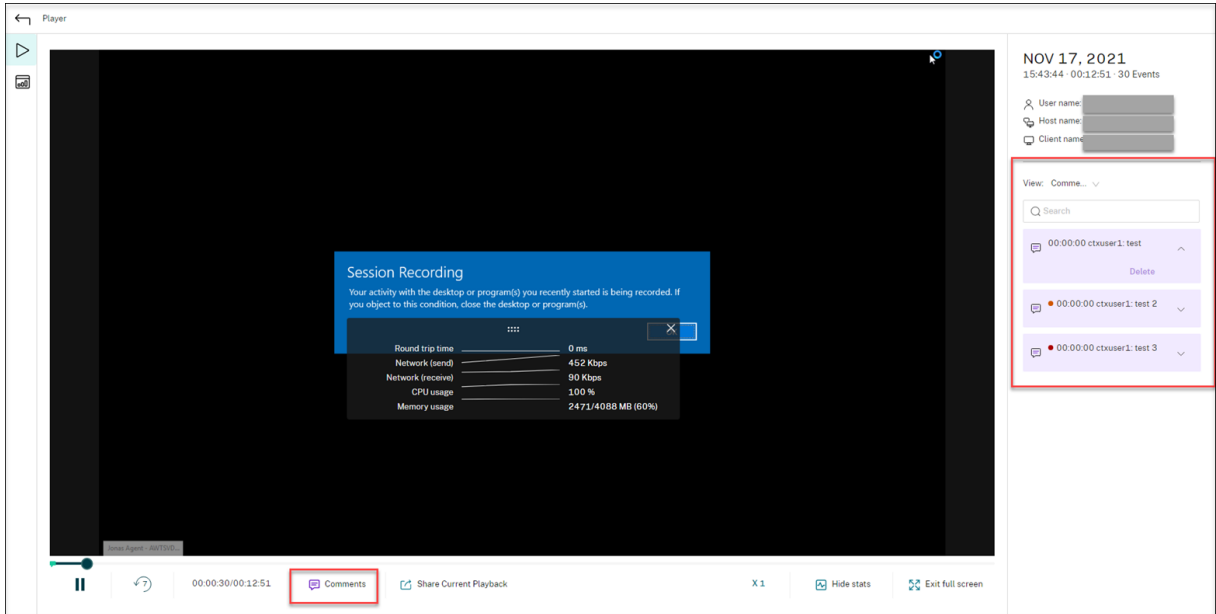 Player
NOV 17, 2021
15:43:44 · 00:12:51 · 30 Events
User name:
Host name:
Client name
View: Comme...
Search
00:00:00 ctxuser1: test
Delete
00:00:00 ctxuser1: test 2
00:00:00 ctxuser1: test 3
Session Recording
Your activity with the desktop or program(s) you recently started is being recorded. If
you object to this condition, close the desktop or program(s).
Round trip time 0 ms
Network (send) 452 Kbps
Network (receive) 90 Kbps
CPU usage 100 %
Memory usage 2471/4088 MB (60%)
Jonas Agent - AWTSVD...
7
00:00:30/00:12:51
Comments
Share Current Playback
X 1
Hide stats
Exit full screen